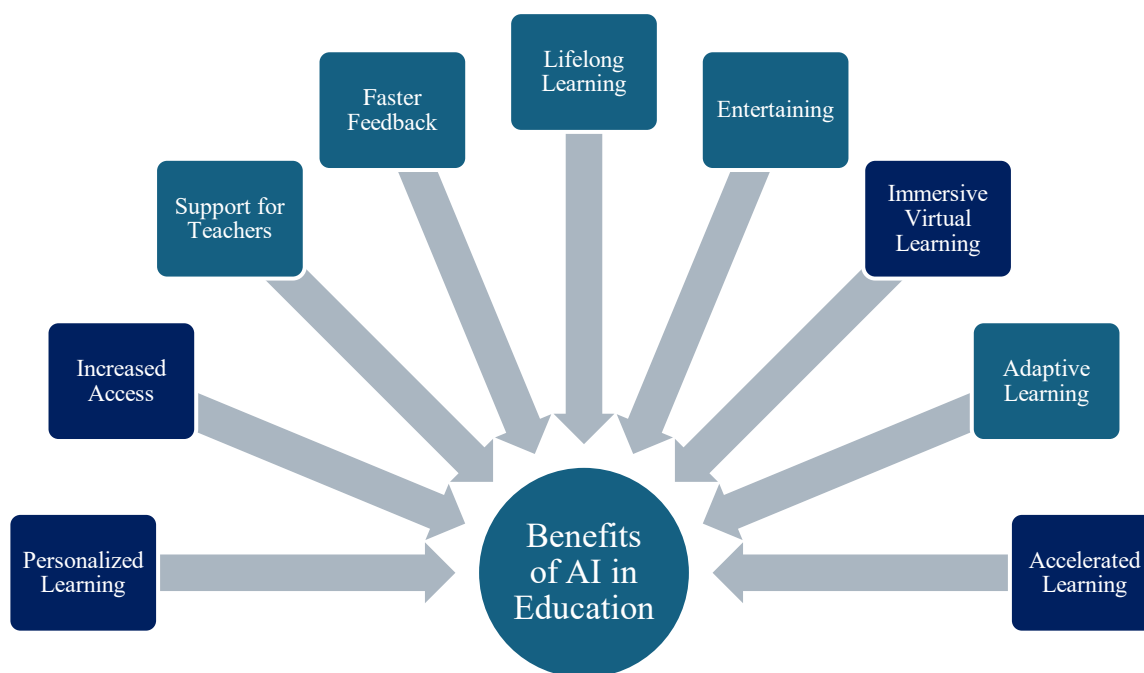 Lifelong
Learning
Faster
Feedback
Entertaining
Support for
Teachers
Immersive
Virtual
Learning
Increased
Access
Adaptive
Learning
Personalized
Learning
Benefits
of AI in
Education
Accelerated
Learning